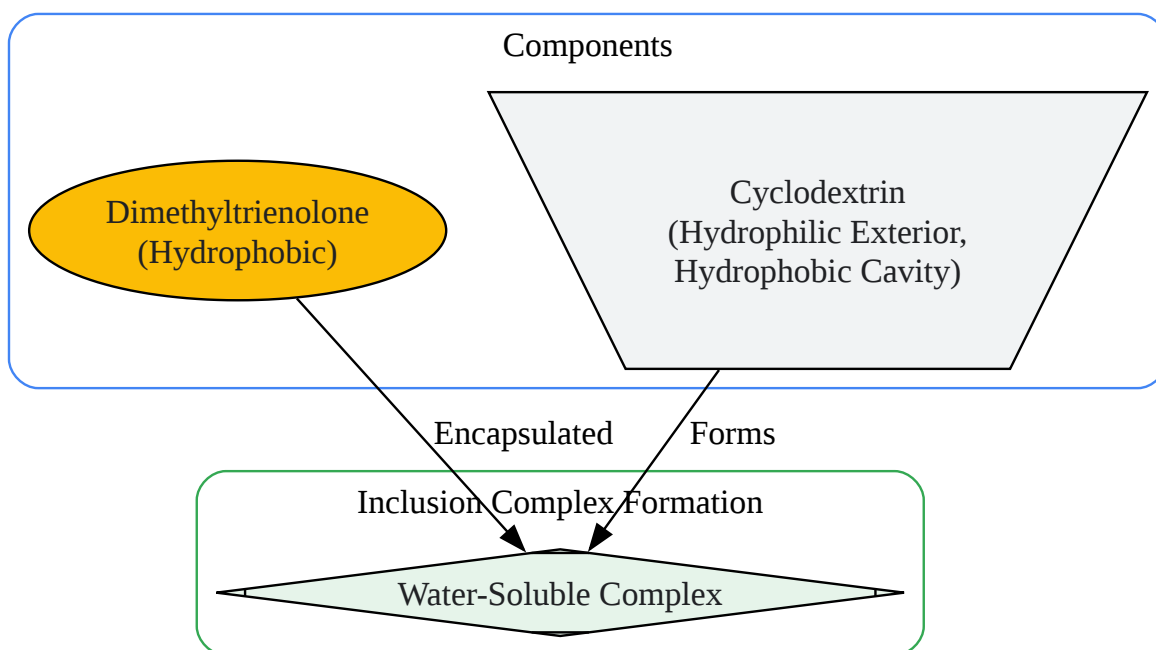 Components
Dimethyltrienolone
(Hydrophobic)
Cyclodextrin
(Hydrophilic Exterior,
Hydrophobic Cavity)
Encapsulated
Forms
Inclusion Complex Formation
Water-Soluble Complex